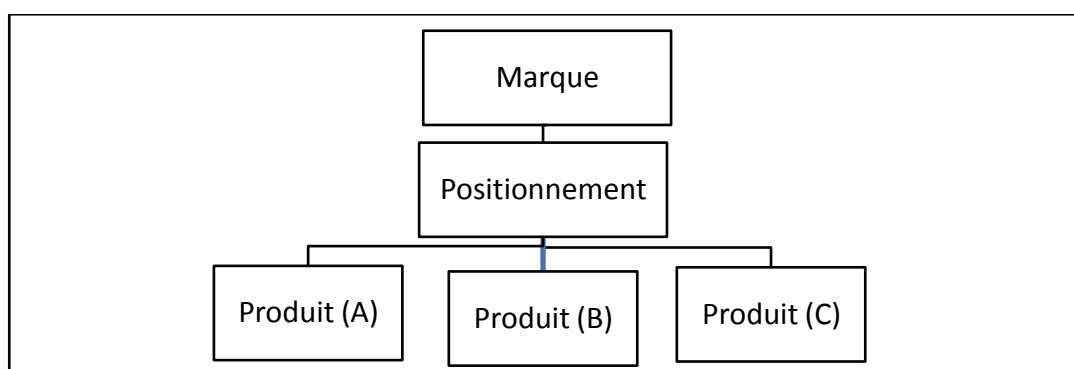 Marque
Positionnement
Produit (A)
Produit (B)
Produit (C)